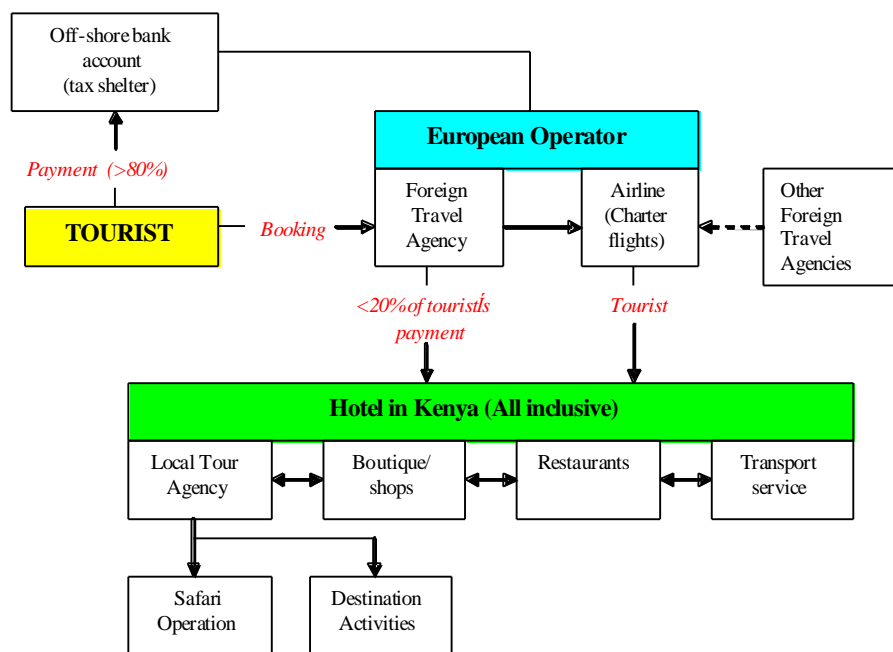 Off-shore bank
account
(tax shelter)
European Operator
Payment (>80%)
Foreign
Travel
Agency
Airline
(Charter
flights)
Other
Foreign
Travel
Agencies
TOURIST
Booking
<20% of tourist's
payment
Tourist
Hotel in Kenya (All inclusive)
Local Tour
Agency
Boutique/
shops
Restaurants
Transport
service
Safari
Operation
Destination
Activities